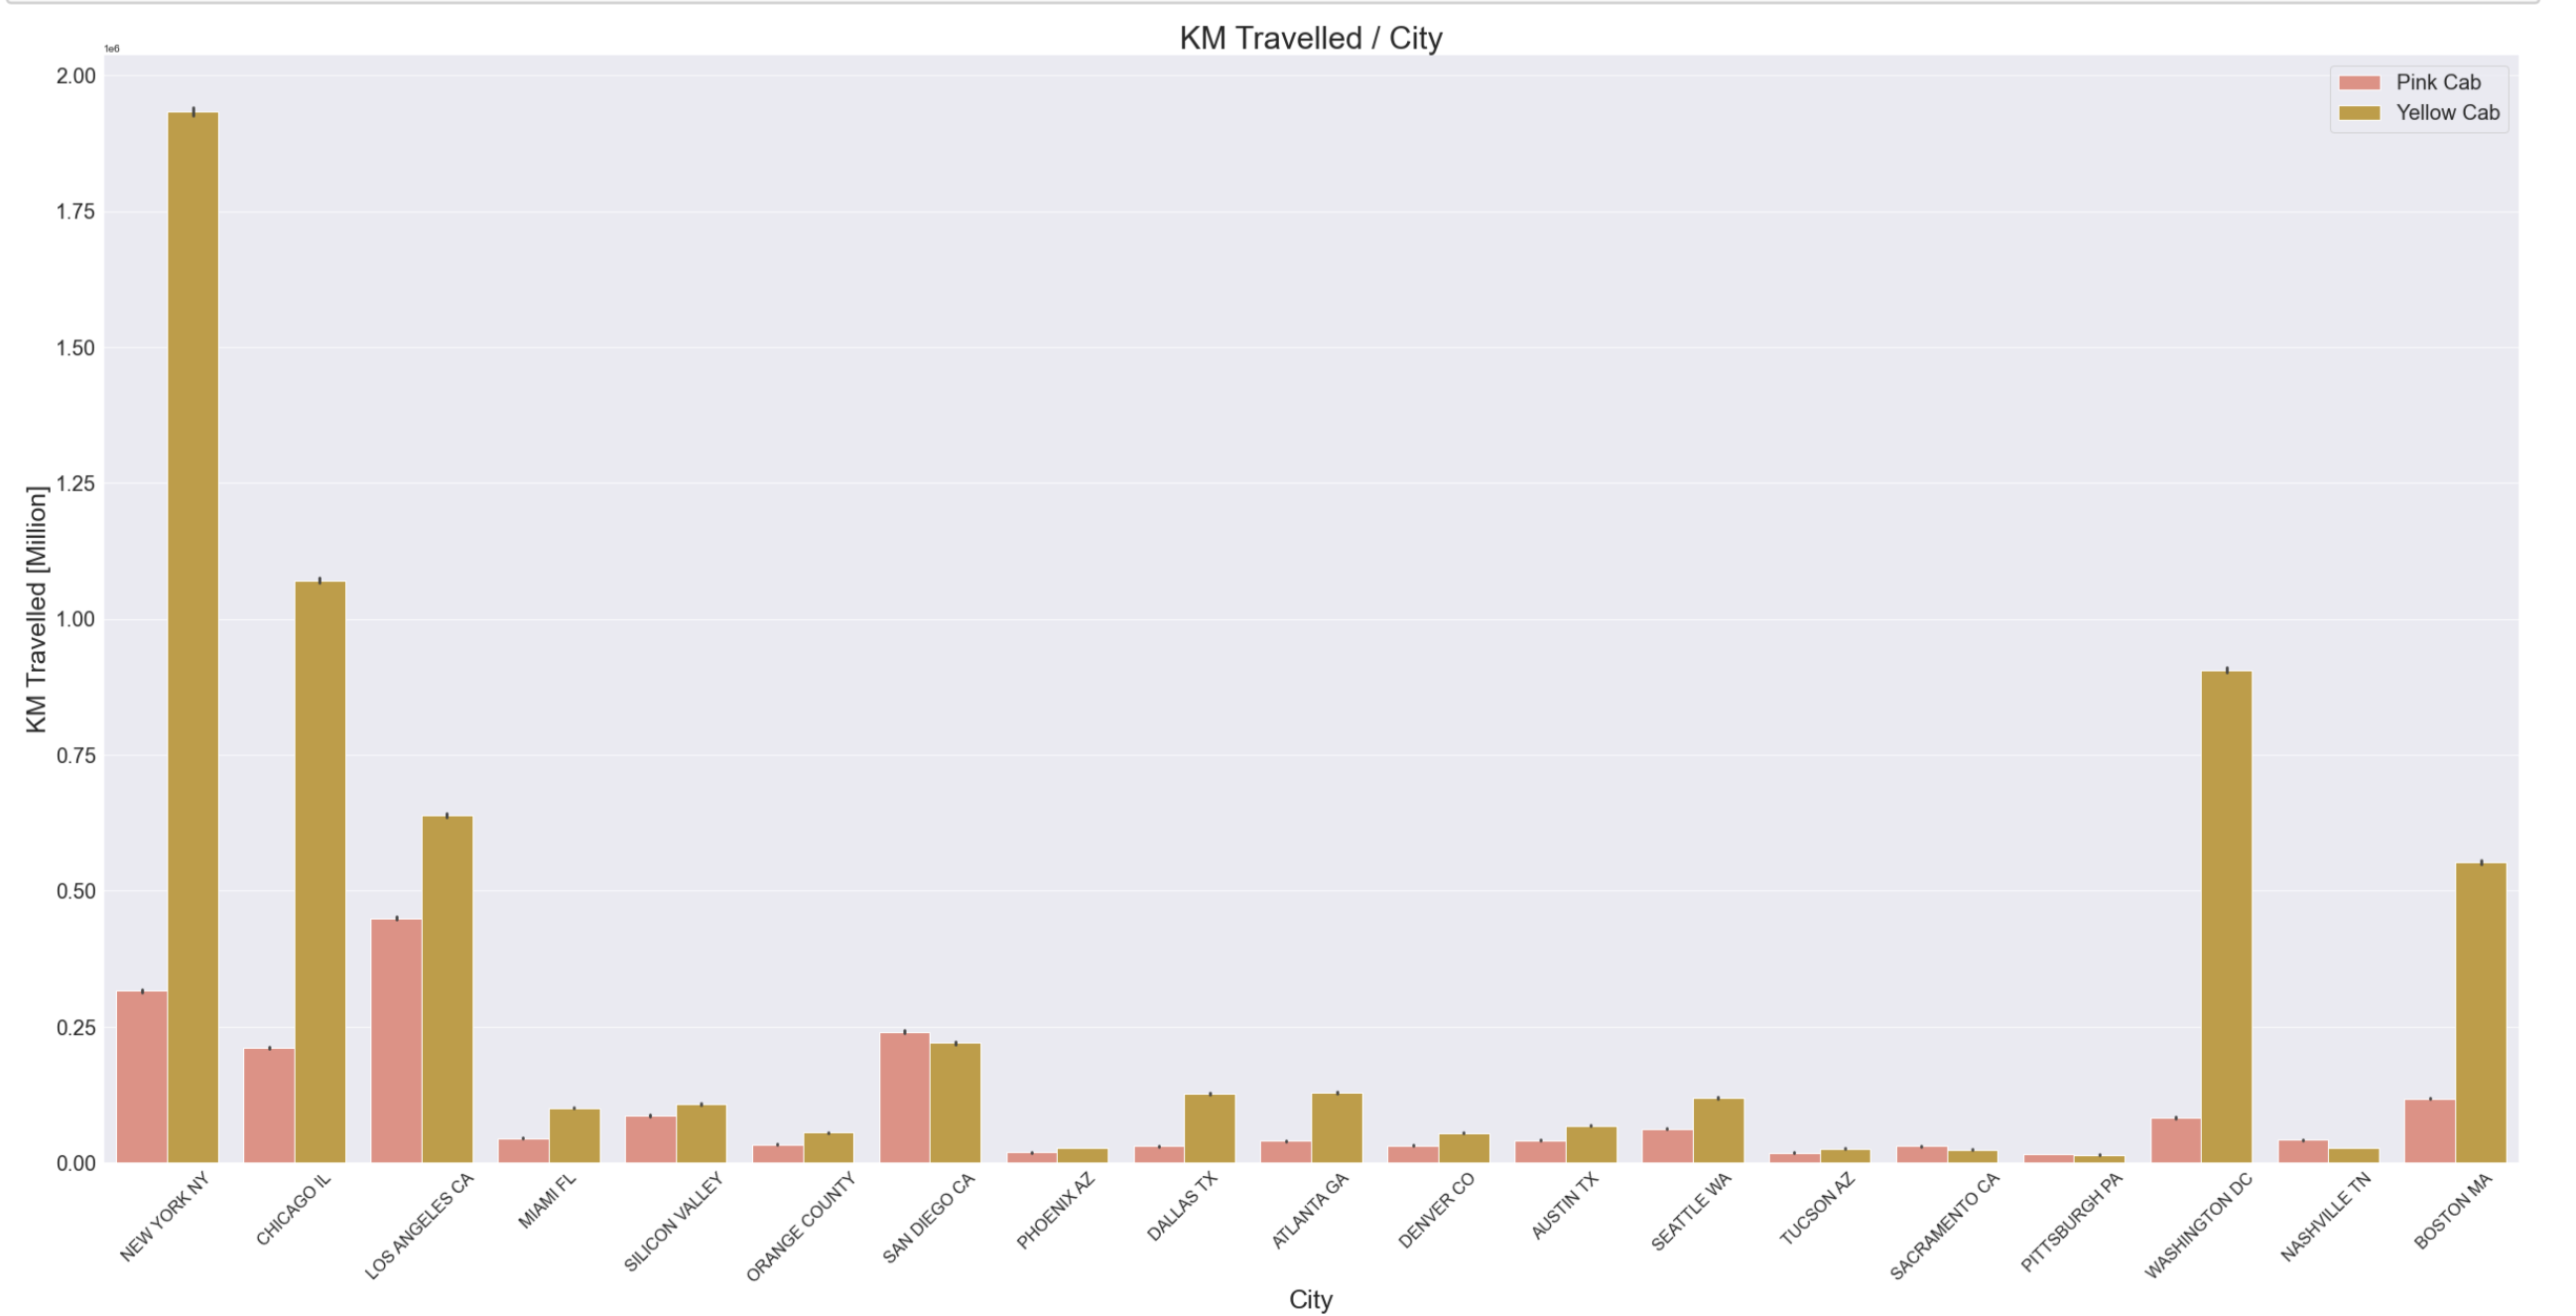 KM Travelled / City
1e6
Pink Cab
Yellow Cab
2.00
1.75
1.50
1.25
1.00
0.75
0.50
0.25
0.00
KM Travelled [Million]
NEW YORK NY
CHICAGO IL
LOS ANGELES CA
MIAMI FL
SILICON VALLEY
ORANGE COUNTY
SAN DIEGO CA
PHOENIX AZ
DALLAS TX
ATLANTA GA
DENVER CO
AUSTIN TX
SEATTLE WA
TUCSON AZ
SACRAMENTO CA
PITTSBURGH PA
WASHINGTON DC
NASHVILLE TN
BOSTON MA
City